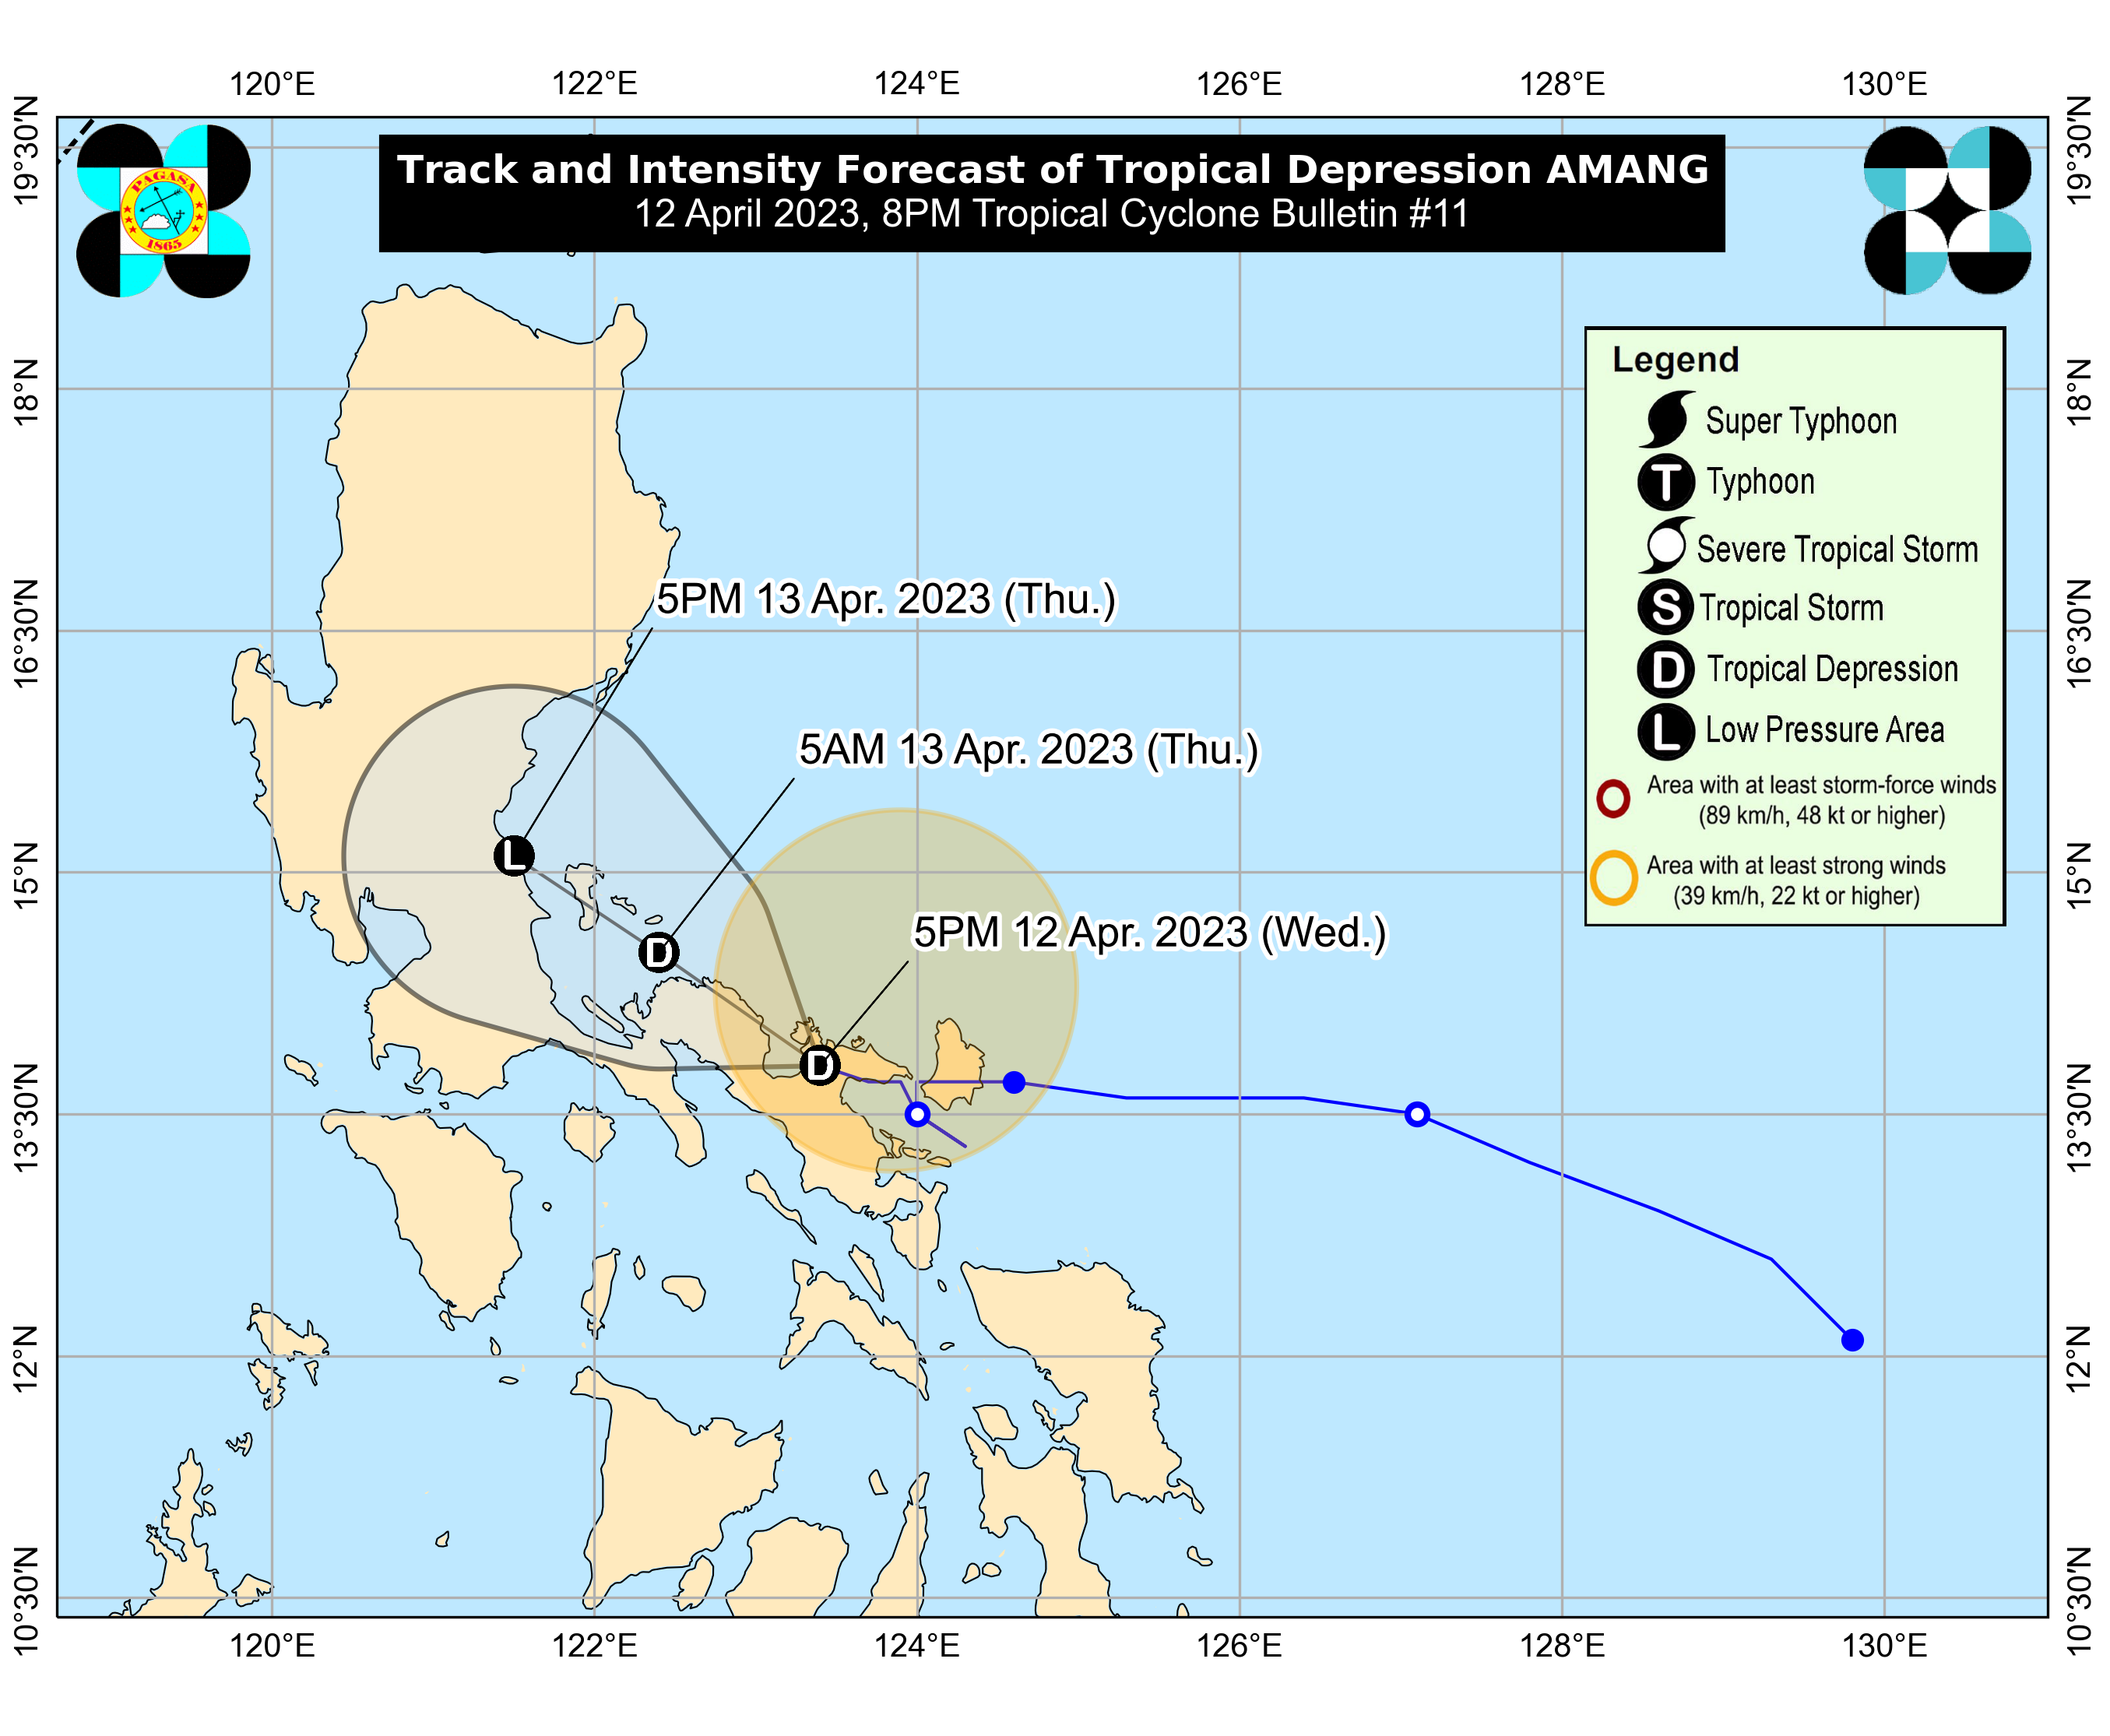 120°E 122°E 124°E 126°E 128°E 130°E
Track and Intensity Forecast of Tropical Depression AMANG
12 April 2023, 8PM Tropical Cyclone Bulletin #11
PAGASA
1865
19°30'N
18°N
16°30'N
15°N
13°30'N
12°N
10°30'N
19°30'N
18°N
16°30'N
15°N
13°30'N
12°N
10°30'N
Legend
Super Typhoon
T Typhoon
Severe Tropical Storm
S Tropical Storm
D Tropical Depression
L Low Pressure Area
Area with at least storm-force winds
(89 km/h, 48 kt or higher)
Area with at least strong winds
(39 km/h, 22 kt or higher)
5PM 13 Apr. 2023 (Thu.)
5AM 13 Apr. 2023 (Thu.)
L
5PM 12 Apr. 2023 (Wed.)
D
D
120°E 122°E 124°E 126°E 128°E 130°E